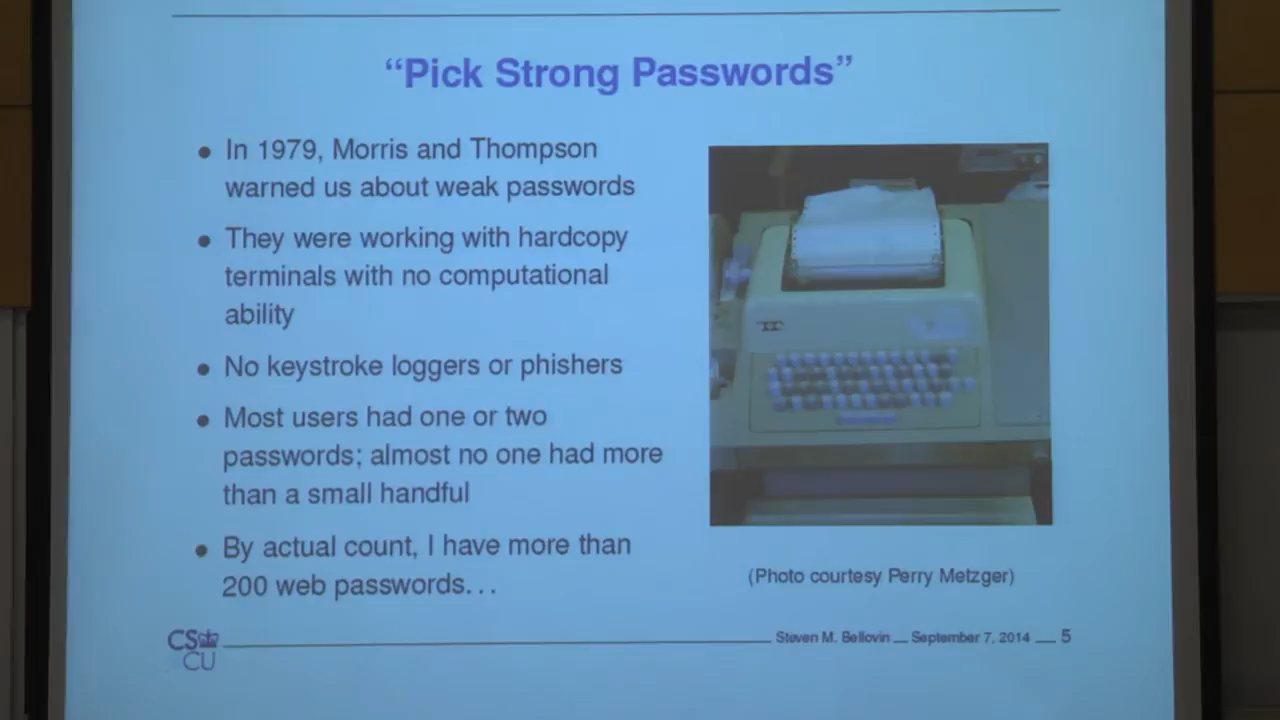 “Pick Strong Passwords”
• In 1979, Morris and Thompson
warned us about weak passwords
• They were working with hardcopy
terminals with no computational
ability
• No keystroke loggers or phishers
• Most users had one or two
passwords; almost no one had more
than a small handful
• By actual count, I have more than
200 web passwords...
(Photo courtesy Perry Metzger)
CS
CU
Steven M. Bellovin — September 7, 2014 — 5